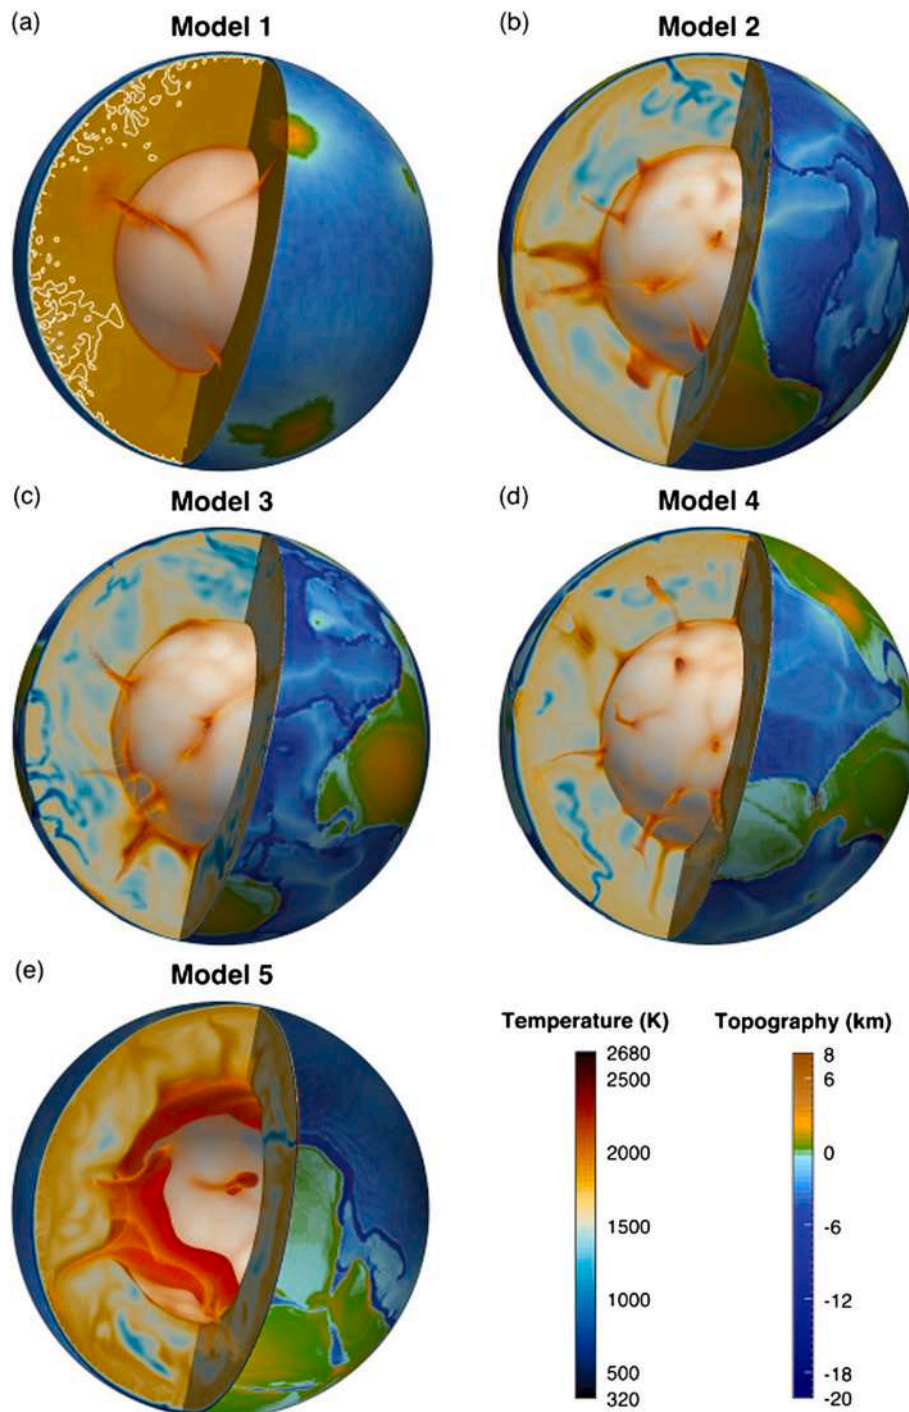 (a)
Model 1
(b)
Model 2
(c)
Model 3
(d)
Model 4
(e)
Model 5
Temperature (K)
2680
2500
2000
1500
1000
500
320
Topography (km)
8
6
0
-6
-12
-18
-20